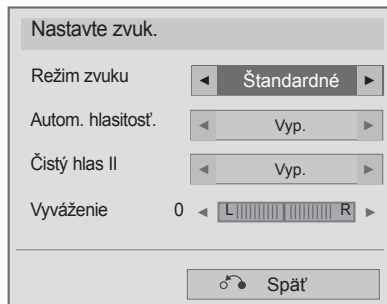 Nastavte zvuk.
Režim zvuku ◄ Štandardné ►
Autom. hlasitosť. ◄ Vyp. ►
Čistý hlas II ◄ Vyp. ►
Vyváženie 0 ◄ L R ►
Späť